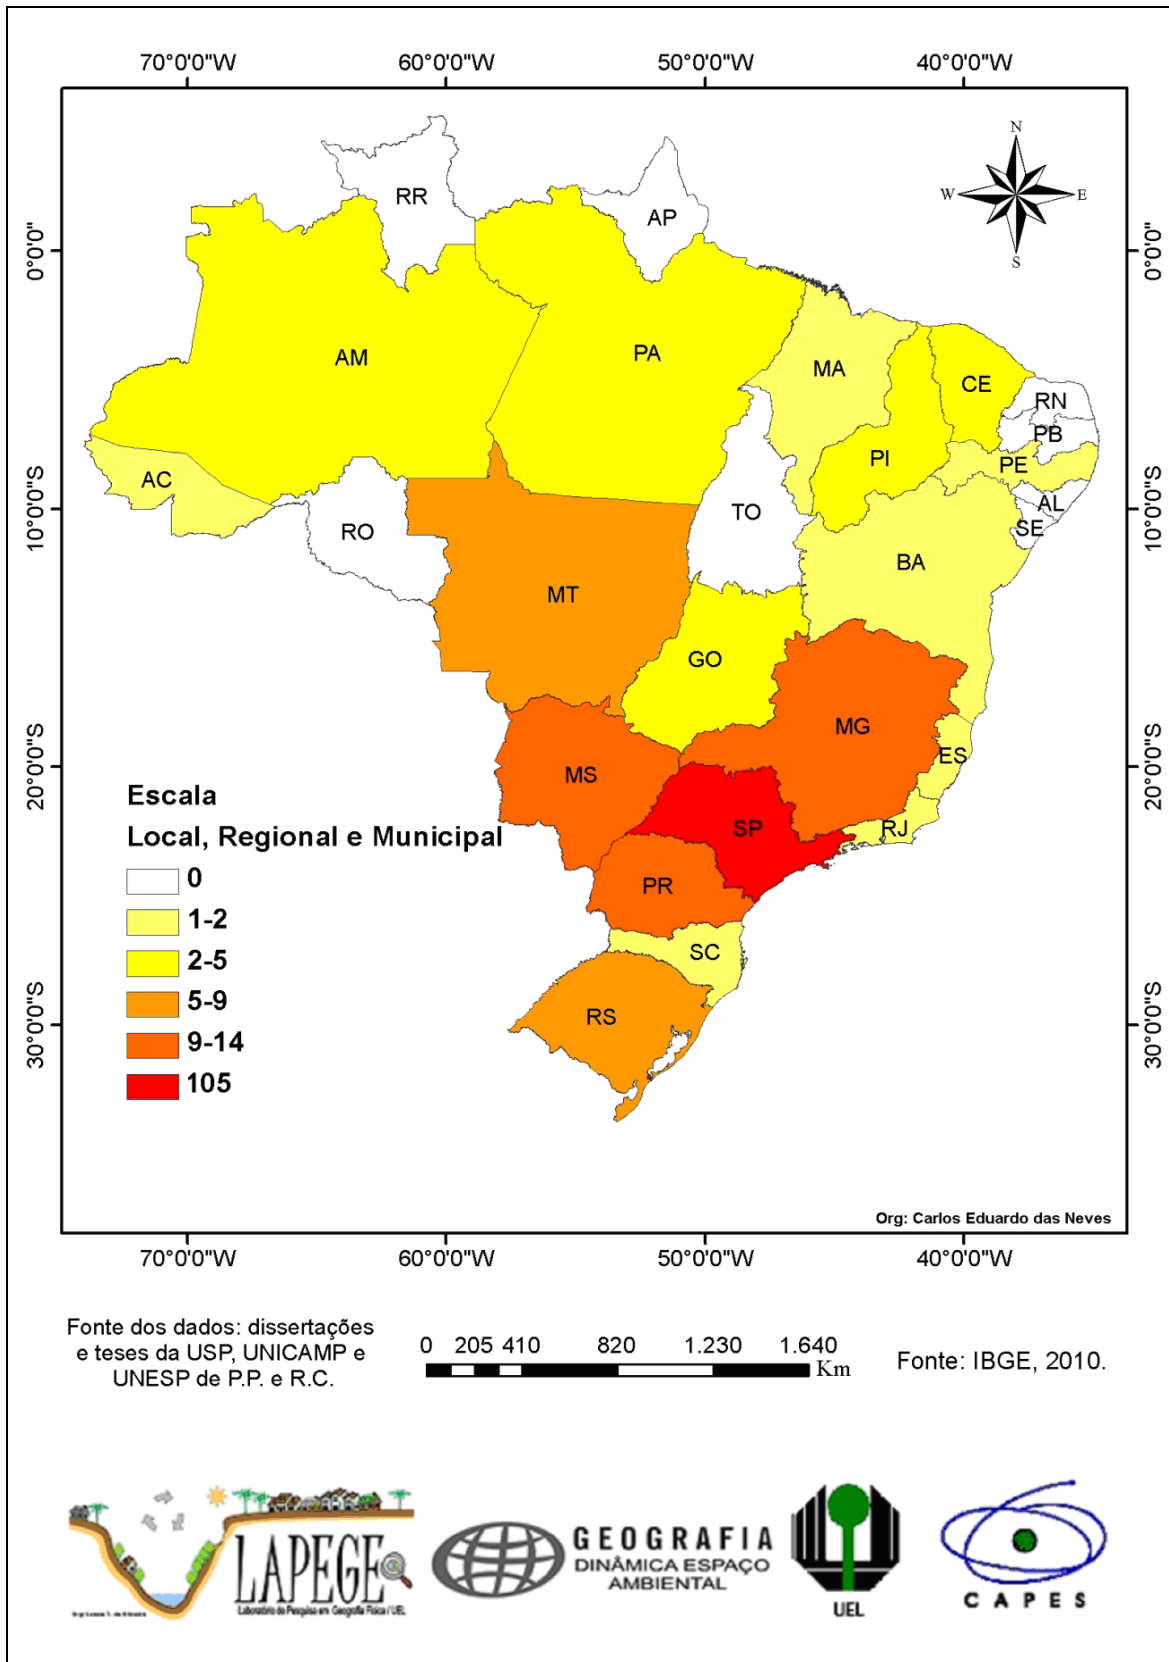 70°0'0"W 60°0'0"W 50°0'0"W 40°0'0"W
N
W E
S
0°0'0"
0°0'0"
10°0'0"S
10°0'0"S
20°0'0"S
20°0'0"S
30°0'0"S
30°0'0"S
RR
AP
AM
PA
MA
CE
RN
PB
PI
PE
AC
AL
TO
SE
RO
BA
MT
GO
MG
ES
MS
SP
RJ
PR
SC
RS
Escala
Local, Regional e Municipal
0
1-2
2-5
5-9
9-14
105
Org: Carlos Eduardo das Neves
70°0'0"W 60°0'0"W 50°0'0"W 40°0'0"W
Fonte dos dados: dissertações
e teses da USP, UNICAMP e
UNESP de P.P. e R.C.
0 205 410 820 1.230 1.640
Km
Fonte: IBGE, 2010.
LAPEGE
Laboratório de Pesquisa em Geografia Física / UEL
GEOGRAFIA
DINÂMICA ESPAÇO
AMBIENTAL
UEL
CAPES